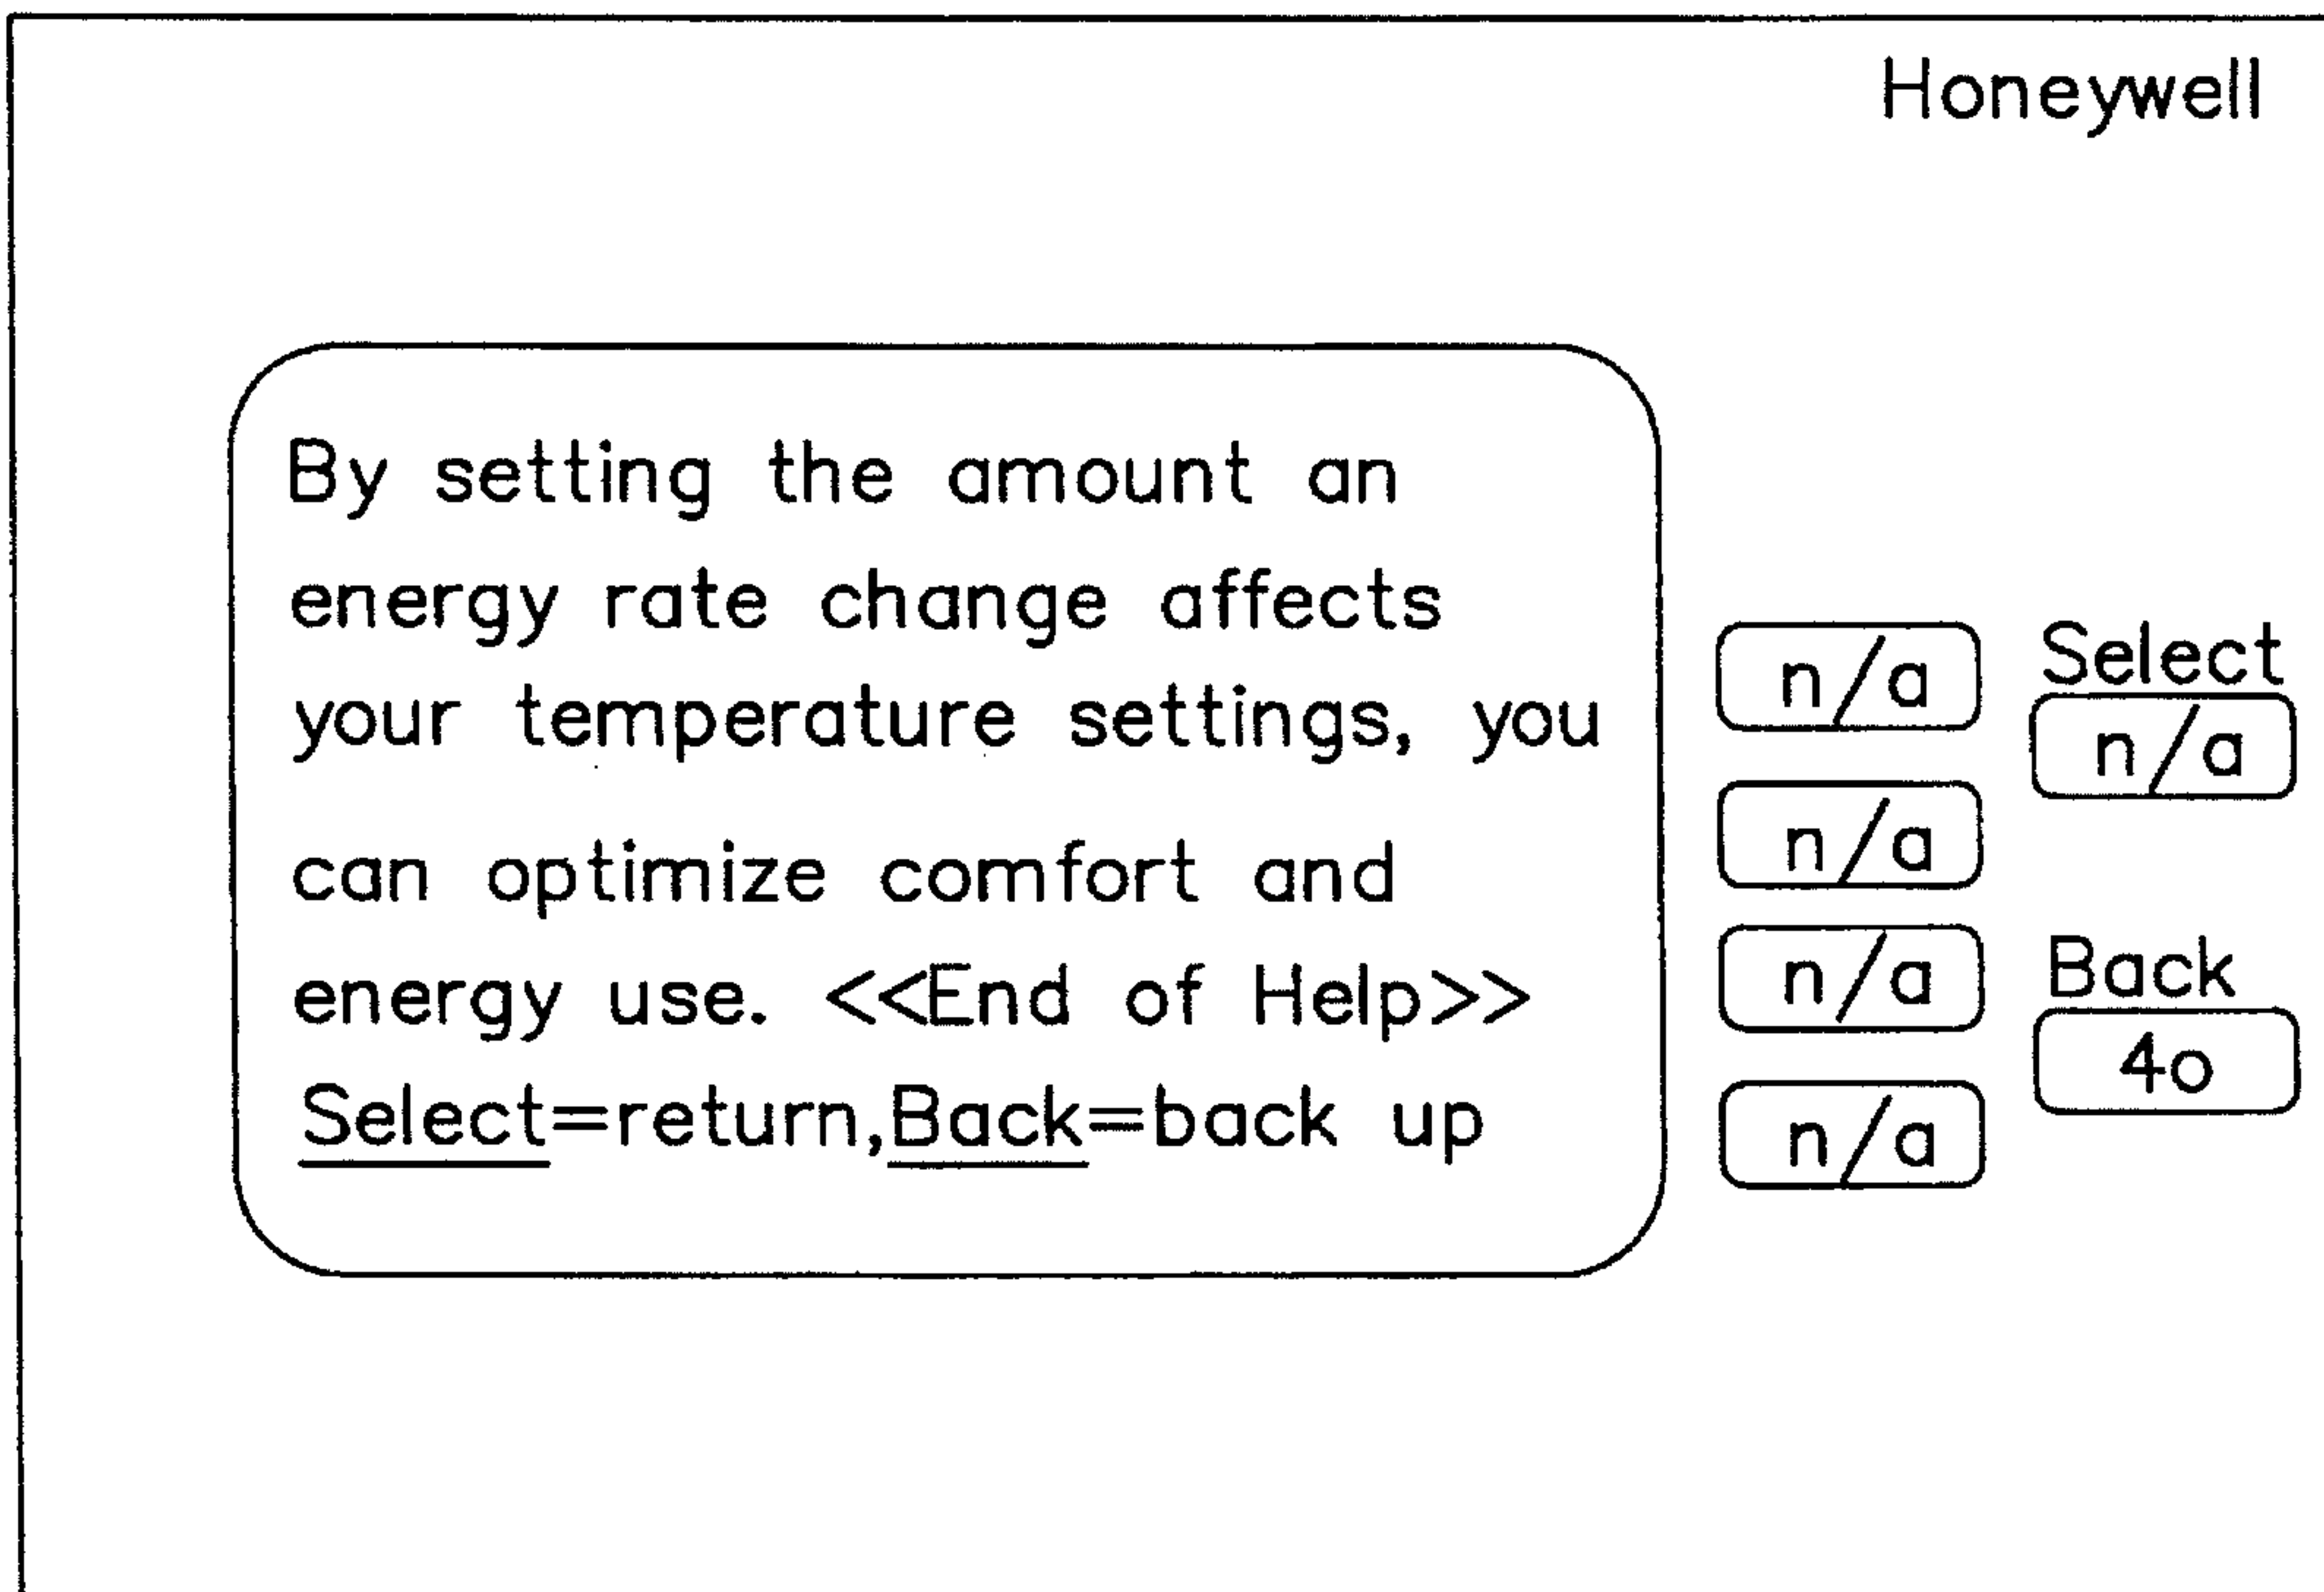 Honeywell
By setting the amount an
energy rate change affects
your temperature settings, you
can optimize comfort and
energy use. <<End of Help>>
Select=return,Back=back up
n/a
n/a
n/a
n/a
Select
n/a
Back
4o